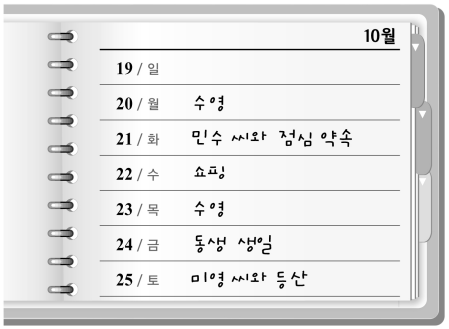 10월
19 / 일
20 / 월 수영
21 / 화 민수 씨와 점심 약속
22 / 수 쇼핑
23 / 목 수영
24 / 금 동생 생일
25 / 토 미영 씨와 등산